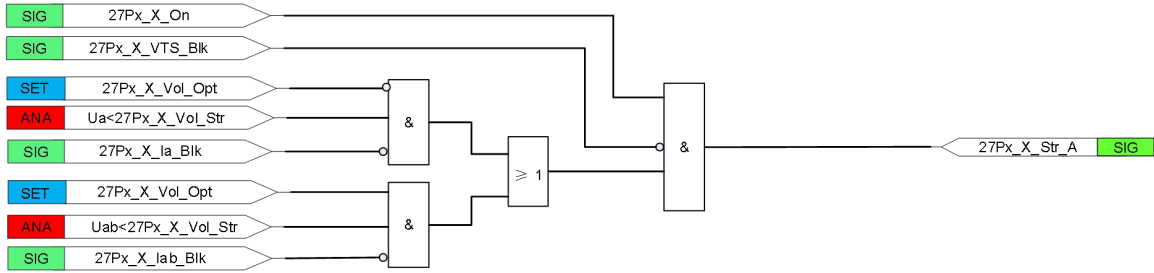 SIG 27Px_X_On
SIG 27Px_X_VTS_Blk
SET 27Px_X_Vol_Opt
ANA Ua<27Px_X_Vol_Str
SIG 27Px_X_Ia_Blk
&
⩾ 1
&
27Px_X_Str_A SIG
SET 27Px_X_Vol_Opt
ANA Uab<27Px_X_Vol_Str
SIG 27Px_X_Iab_Blk
&